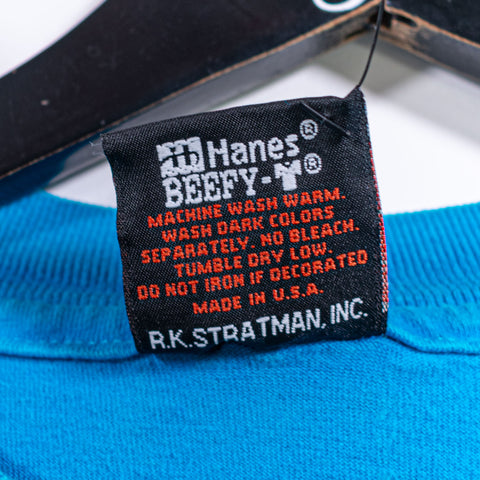 Hanes®
BEEFY-T®
MACHINE WASH WARM.
WASH DARK COLORS
SEPARATELY. NO BLEACH.
TUMBLE DRY LOW.
DO NOT IRON IF DECORATED
MADE IN U.S.A.
R.K. STRATMAN, INC.